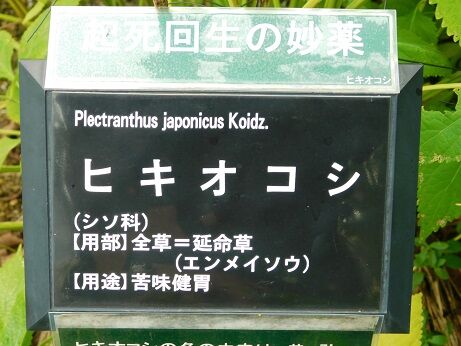 起死回生の妙薬
ヒキオコシ
Plectranthus japonicus Koidz.
ヒキオコシ
(シソ科)
【用部】全草＝延命草
(エンメイソウ)
【用途】苦味健胃